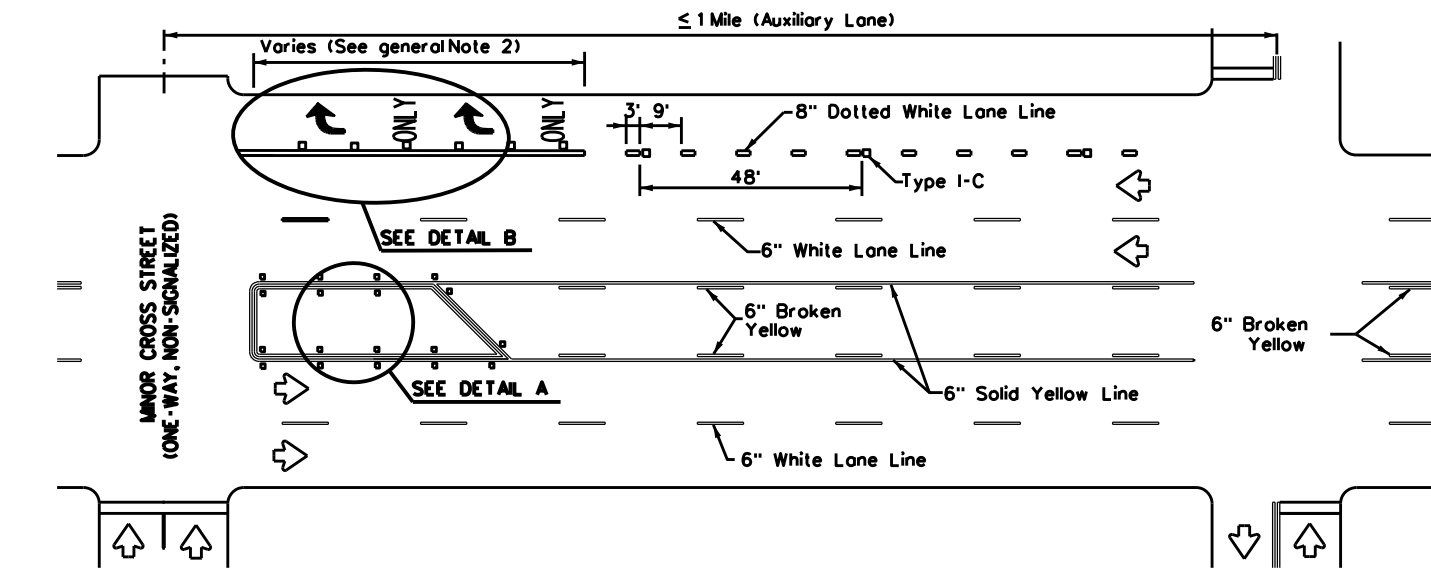 ≤ 1 Mile (Auxiliary Lane)
Varies (See general Note 2)
ONLY
ONLY
3' 9'
8" Dotted White Lane Line
48'
Type I-C
SEE DETAIL B
6" White Lane Line
MINOR CROSS STREET
(ONE-WAY, NON-SIGNALIZED)
6" Broken
Yellow
6" Broken
Yellow
SEE DETAIL A
6" Solid Yellow Line
6" White Lane Line